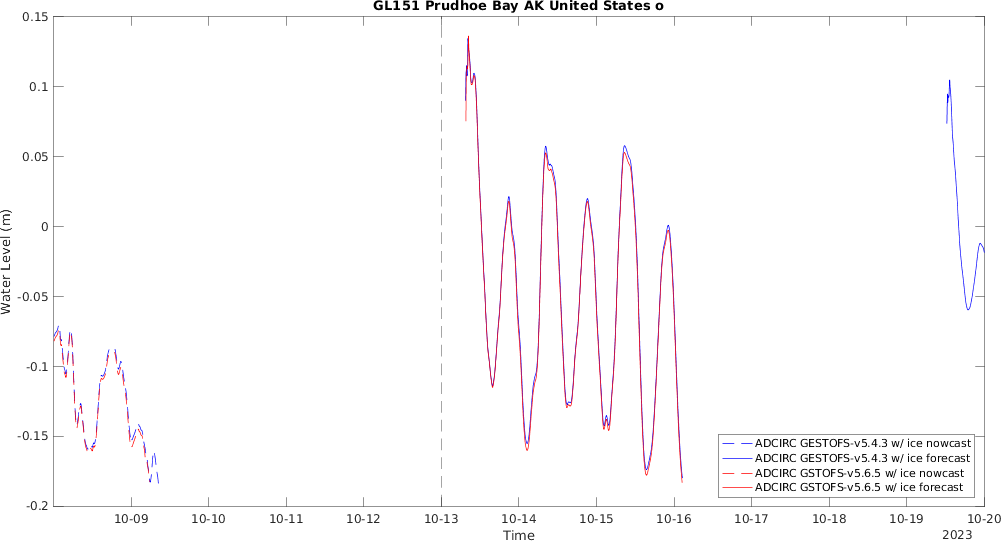 GL151 Prudhoe Bay AK United States o
0.15
0.1
0.05
0
-0.05
-0.1
-0.15
-0.2
Water Level (m)
ADCIRC GESTOFS-v5.4.3 w/ ice nowcast
ADCIRC GESTOFS-v5.4.3 w/ ice forecast
ADCIRC GSTOFS-v5.6.5 w/ ice nowcast
ADCIRC GSTOFS-v5.6.5 w/ ice forecast
10-09 10-10 10-11 10-12 10-13 10-14 10-15 10-16 10-17 10-18 10-19 10-20
Time
2023